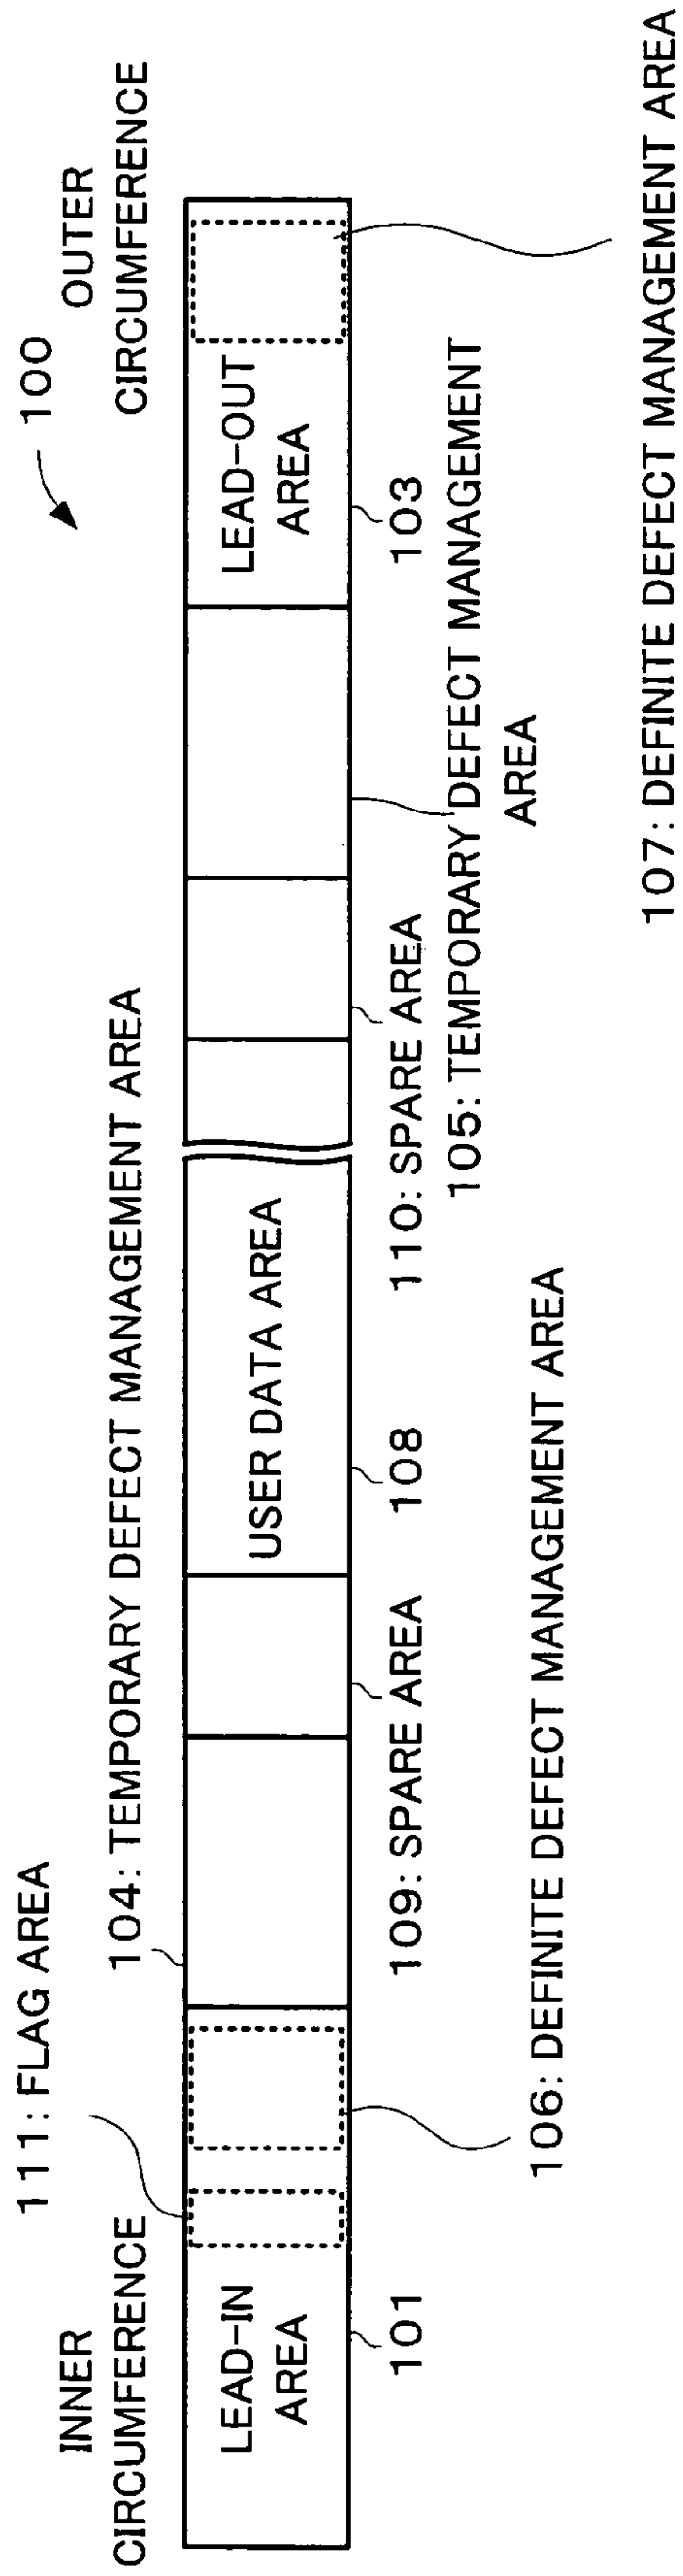 100
INNER
CIRCUMFERENCE
111: FLAG AREA
104: TEMPORARY DEFECT MANAGEMENT AREA
OUTER
CIRCUMFERENCE
LEAD-IN
AREA
USER DATA AREA
LEAD-OUT
AREA
101
109: SPARE AREA
108
110: SPARE AREA
103
105: TEMPORARY DEFECT MANAGEMENT
AREA
106: DEFINITE DEFECT MANAGEMENT AREA
107: DEFINITE DEFECT MANAGEMENT AREA